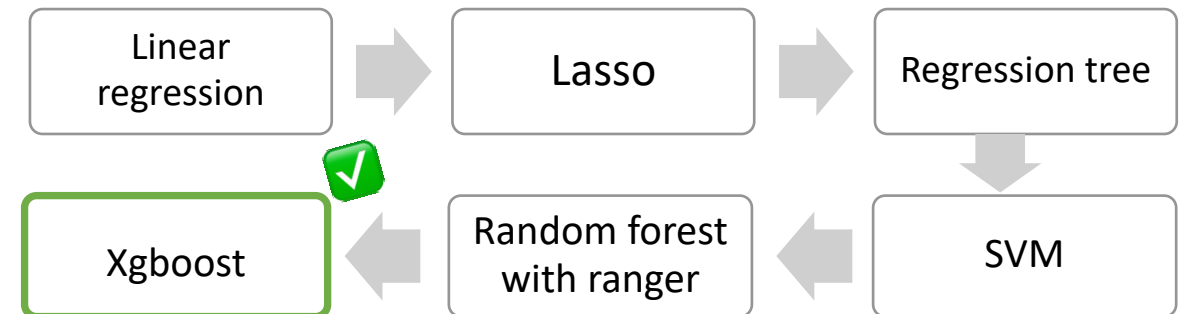 Linear
regression
Lasso
Regression tree
SVM
Random forest
with ranger
Xgboost